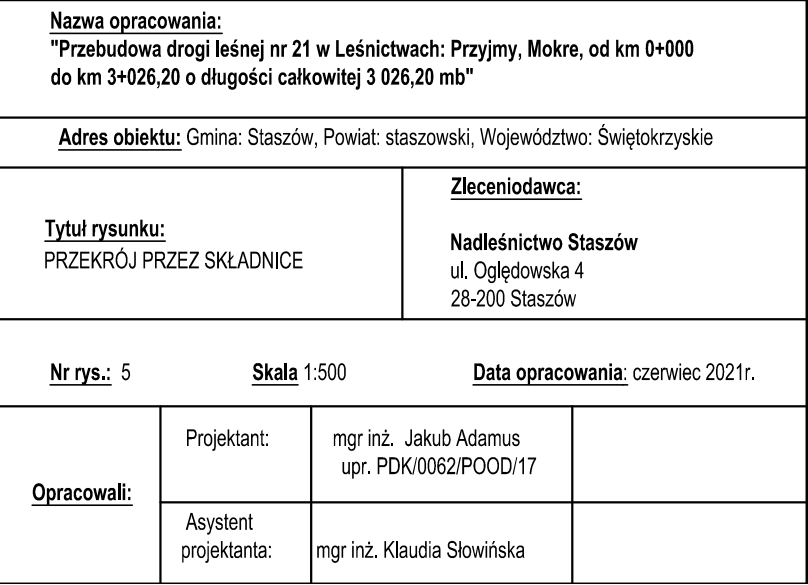 Nazwa opracowania:
"Przebudowa drogi leśnej nr 21 w Leśnictwach: Przyjmy, Mokre, od km 0+000
do km 3+026,20 o długości całkowitej 3 026,20 mb"
Adres obiektu: Gmina: Staszów, Powiat: staszowski, Województwo: Świętokrzyskie
Tytuł rysunku:
PRZEKRÓJ PRZEZ SKŁADNICE
Zleceniodawca:
Nadleśnictwo Staszów
ul. Oględowska 4
28-200 Staszów
Nr rys.: 5 Skala 1:500 Data opracowania: czerwiec 2021r.
Opracowali:
Projektant:
mgr inż. Jakub Adamus
upr. PDK/0062/POOD/17
Asystent
projektanta:
mgr inż. Klaudia Słowińska